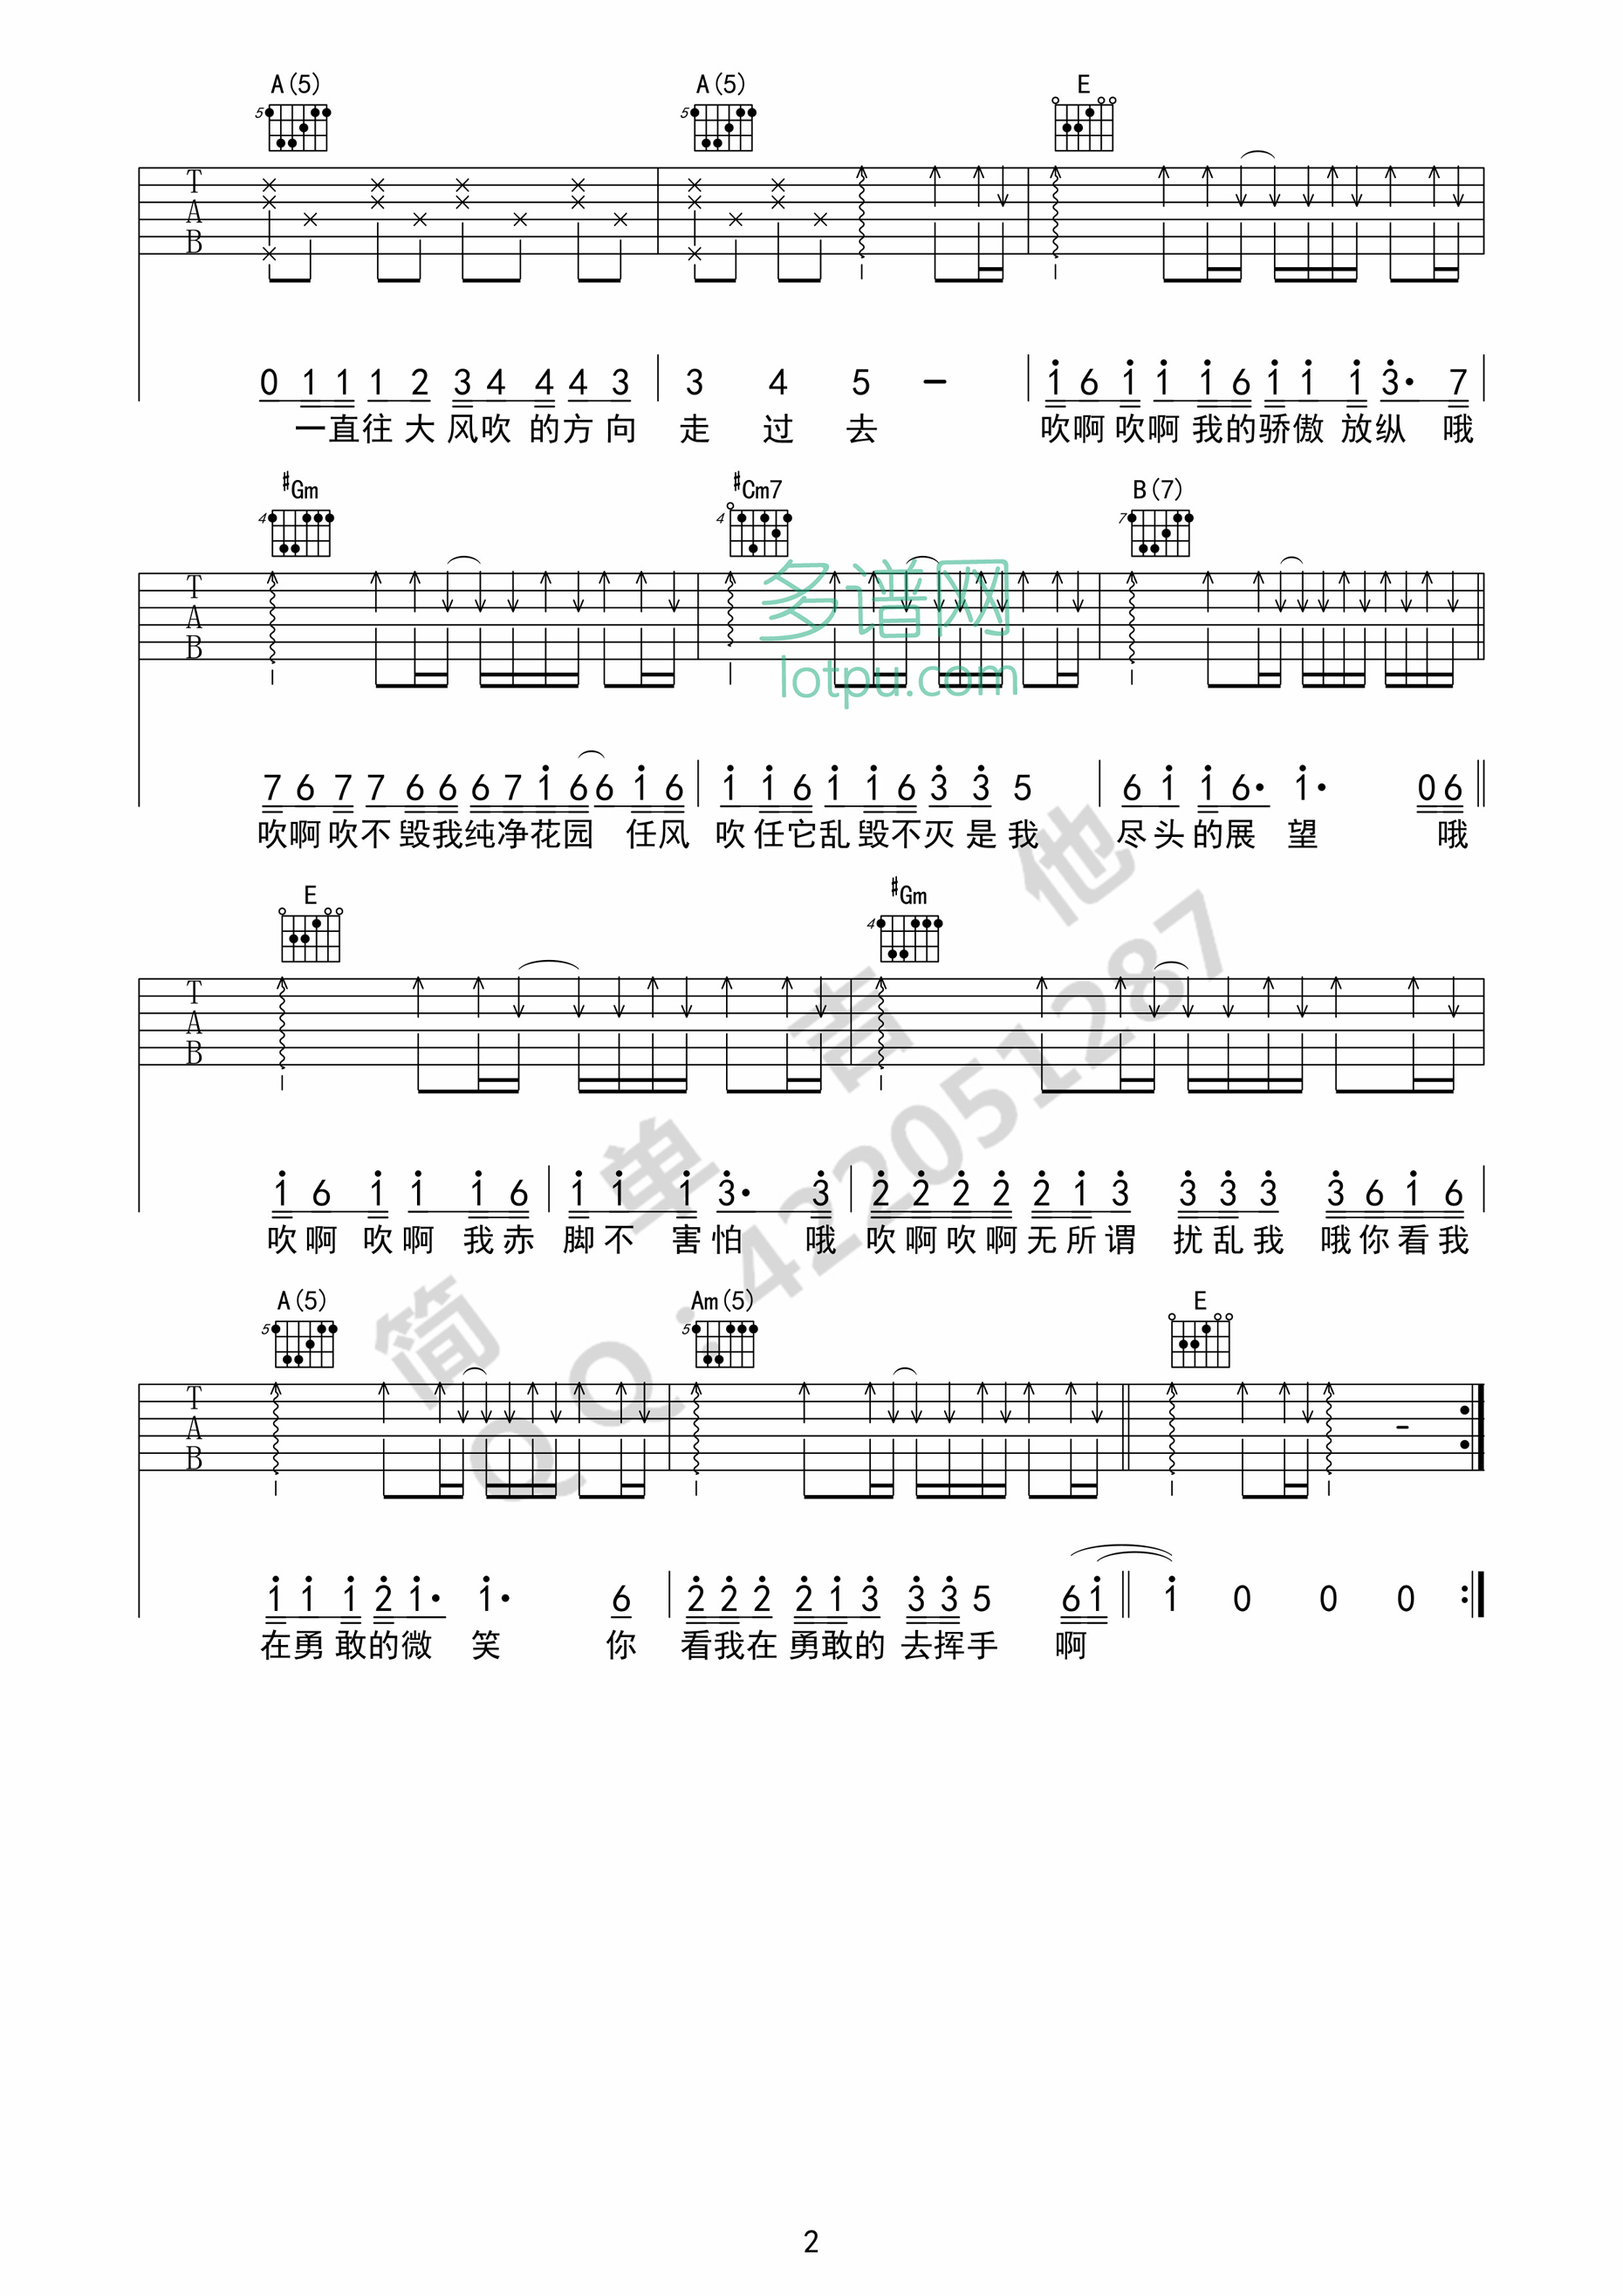 A(5) A(5) E
5 5
T A B
0 1 1 1 2 3 4 4 4 3 | 3 4 5 – | 1 6 1 1 1 6 1 1 1 3· 7
一直往大风吹的方向 走过去 吹啊吹啊我的骄傲放纵 哦
#Gm #Cm7 B(7)
4 4 7
多谱网
T A B
lotpu.com
7 6 7 7 6 6 6 7 1 6 6 1 6 | 1 1 6 1 1 6 3 3 5 | 6 1 1 6· 1· 0 6
吹啊吹不毁我纯净花园 任风 吹任它乱毁不灭是我 尽头的展望 哦
E #Gm
4
T A B
1 6 1 1 1 6 | 1 1 1 3· 3 | 2 2 2 2 2 1 3 3 3 3 3 6 1 6
吹啊吹啊我赤 脚不害怕 哦 吹啊吹啊无所谓 扰乱我 哦你看我
A(5) Am(5) E
5 5
T A B
1 1 1 2 1· 1· 6 | 2 2 2 2 1 3 3 3 5 6 1 || 1 0 0 0 :|
在勇敢的微笑 你 看我在勇敢的去挥手 啊
简单吉他
QQ:422051287
2